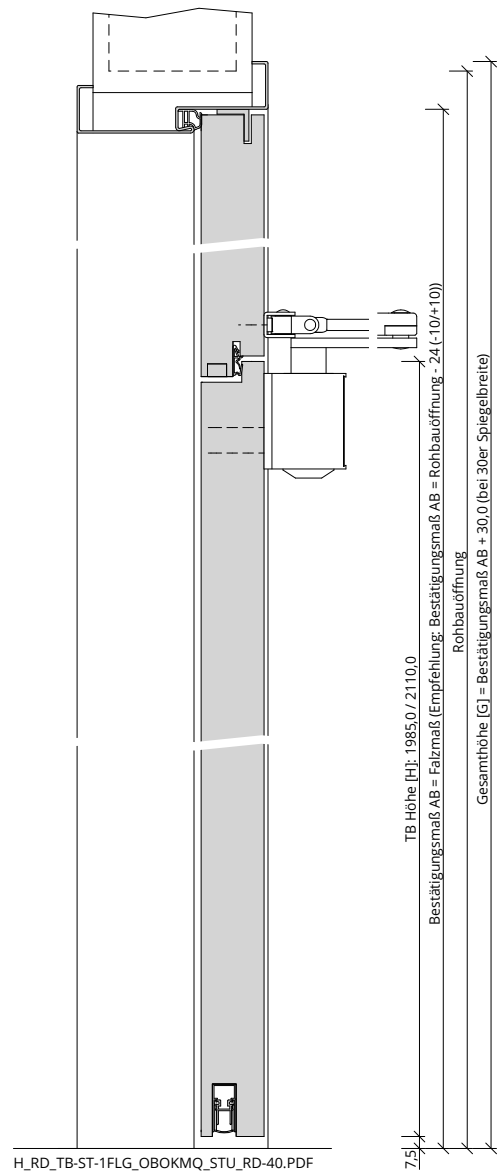 TB Höhe [H]: 1985,0 / 2110,0
Bestätigungsmaß AB = Falzmaß (Empfehlung: Bestätigungsmaß AB = Rohbauöffnung - 24 (-10/+10))
Rohbauöffnung
Gesamthöhe [G] = Bestätigungsmaß AB + 30,0 (bei 30er Spiegelbreite)
7,5
H_RD_TB-ST-1FLG_OBOKMQ_STU_RD-40.PDF